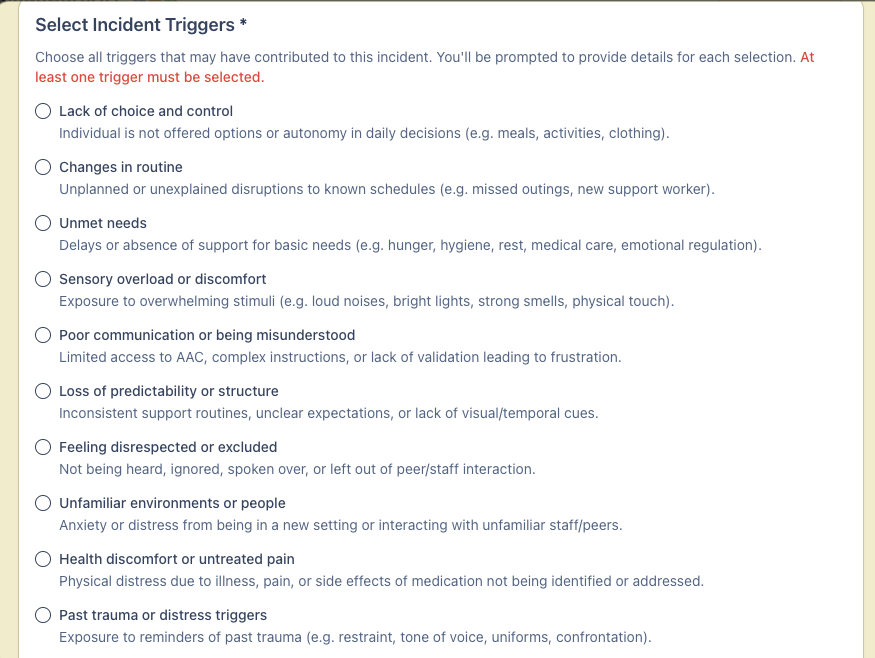 Select Incident Triggers *
Choose all triggers that may have contributed to this incident. You'll be prompted to provide details for each selection. At
least one trigger must be selected.
Lack of choice and control
Individual is not offered options or autonomy in daily decisions (e.g. meals, activities, clothing).
Changes in routine
Unplanned or unexplained disruptions to known schedules (e.g. missed outings, new support worker).
Unmet needs
Delays or absence of support for basic needs (e.g. hunger, hygiene, rest, medical care, emotional regulation).
Sensory overload or discomfort
Exposure to overwhelming stimuli (e.g. loud noises, bright lights, strong smells, physical touch).
Poor communication or being misunderstood
Limited access to AAC, complex instructions, or lack of validation leading to frustration.
Loss of predictability or structure
Inconsistent support routines, unclear expectations, or lack of visual/temporal cues.
Feeling disrespected or excluded
Not being heard, ignored, spoken over, or left out of peer/staff interaction.
Unfamiliar environments or people
Anxiety or distress from being in a new setting or interacting with unfamiliar staff/peers.
Health discomfort or untreated pain
Physical distress due to illness, pain, or side effects of medication not being identified or addressed.
Past trauma or distress triggers
Exposure to reminders of past trauma (e.g. restraint, tone of voice, uniforms, confrontation).